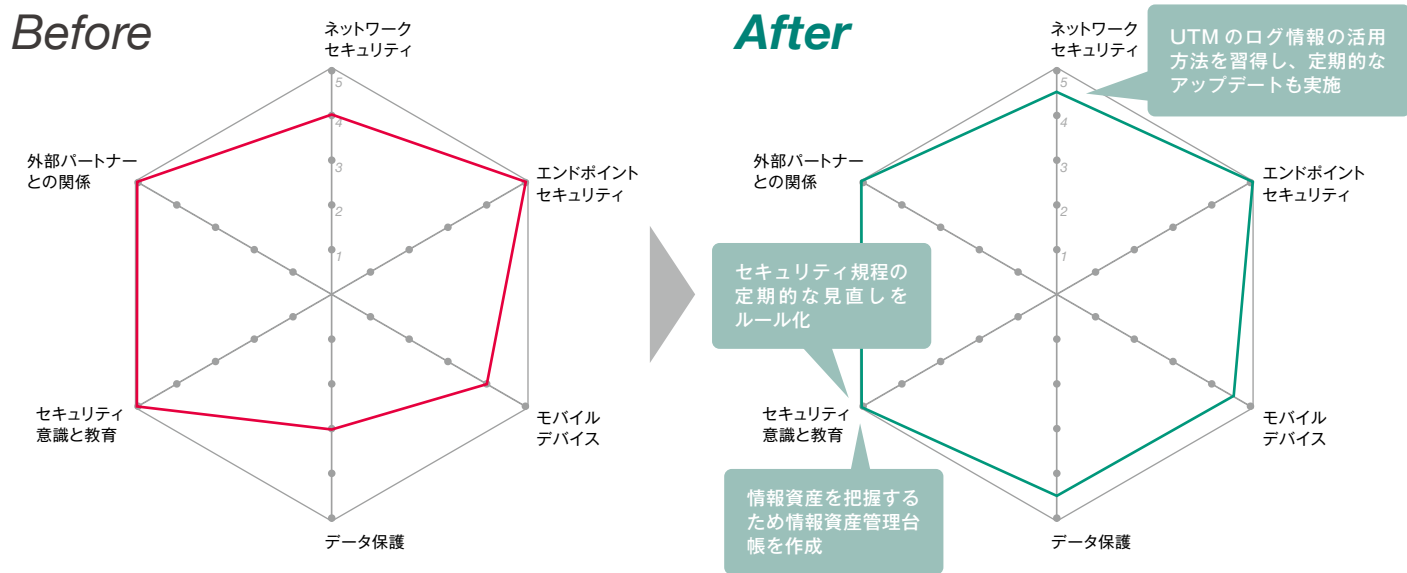 Before
ネットワーク
セキュリティ
5
4
3
2
1
外部パートナー
との関係
エンドポイント
セキュリティ
セキュリティ
意識と教育
モバイル
デバイス
データ保護
After
ネットワーク
セキュリティ
UTMのログ情報の活用
方法を習得し、定期的な
アップデートも実施
5
4
3
2
1
外部パートナー
との関係
エンドポイント
セキュリティ
セキュリティ規程の
定期的な見直しを
ルール化
セキュリティ
意識と教育
モバイル
デバイス
情報資産を把握する
ため情報資産管理台
帳を作成
データ保護